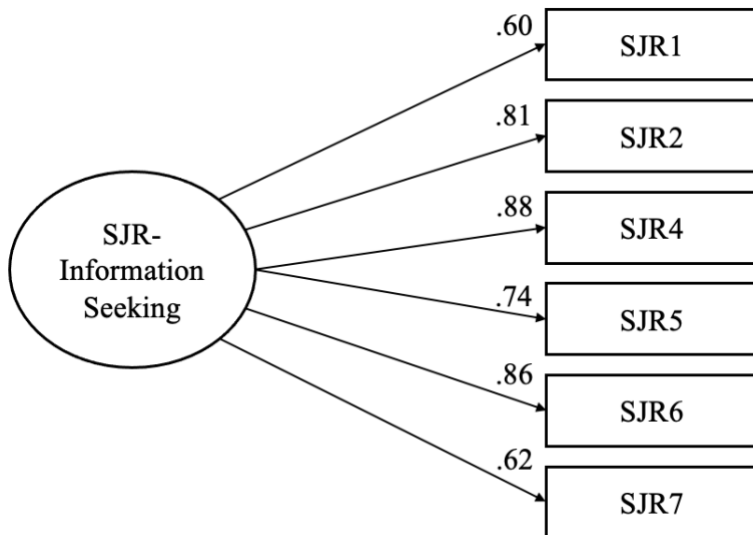 .60
SJR1
.81
SJR2
.88
SJR4
SJR-
Information
Seeking
.74
SJR5
.86
SJR6
.62
SJR7